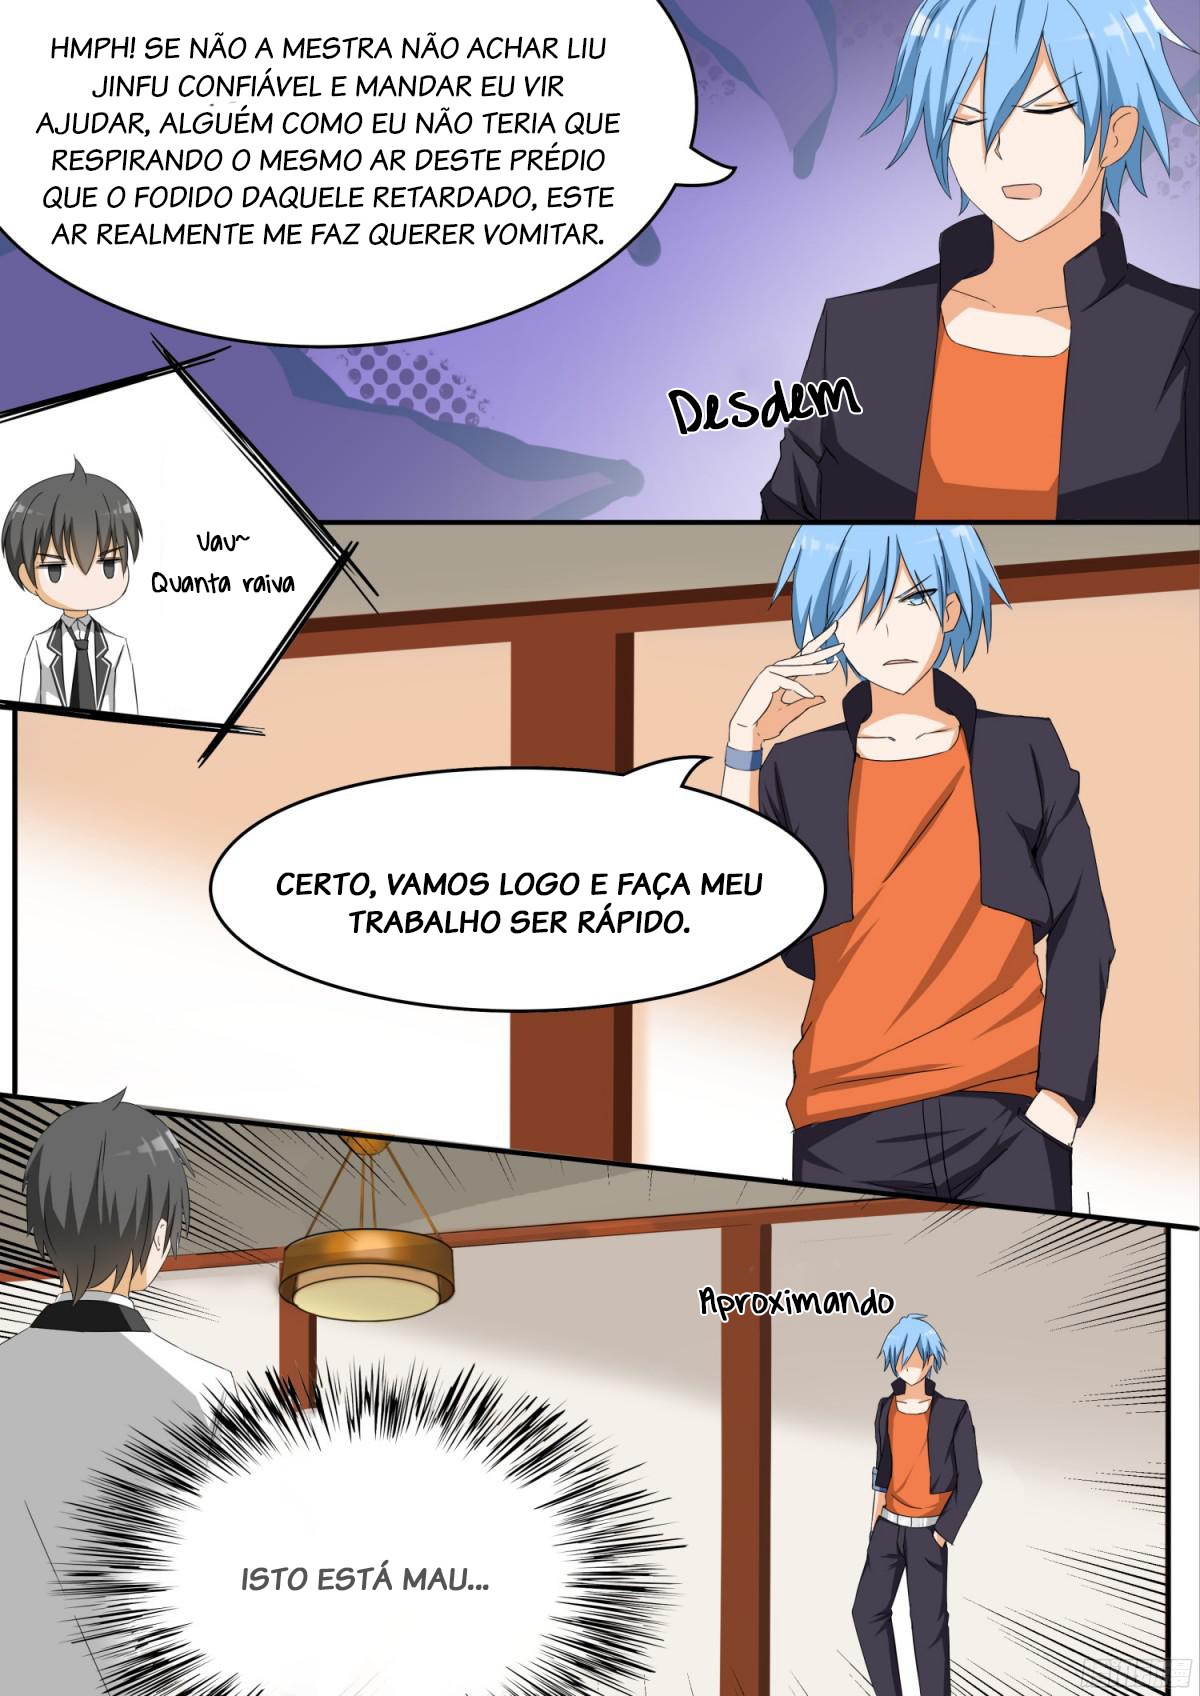 HMPH! SE NÃO A MESTRA NÃO ACHAR LIU
JINFU CONFIÁVEL E MANDAR EU VIR
AJUDAR, ALGUÉM COMO EU NÃO TERIA QUE
RESPIRANDO O MESMO AR DESTE PRÉDIO
QUE O FODIDO DAQUELE RETARDADO, ESTE
AR REALMENTE ME FAZ QUERER VOMITAR.
Desdem
Uau~
Quanta raiva
CERTO, VAMOS LOGO E FAÇA MEU
TRABALHO SER RÁPIDO.
Aproximando
ISTO ESTÁ MAU...